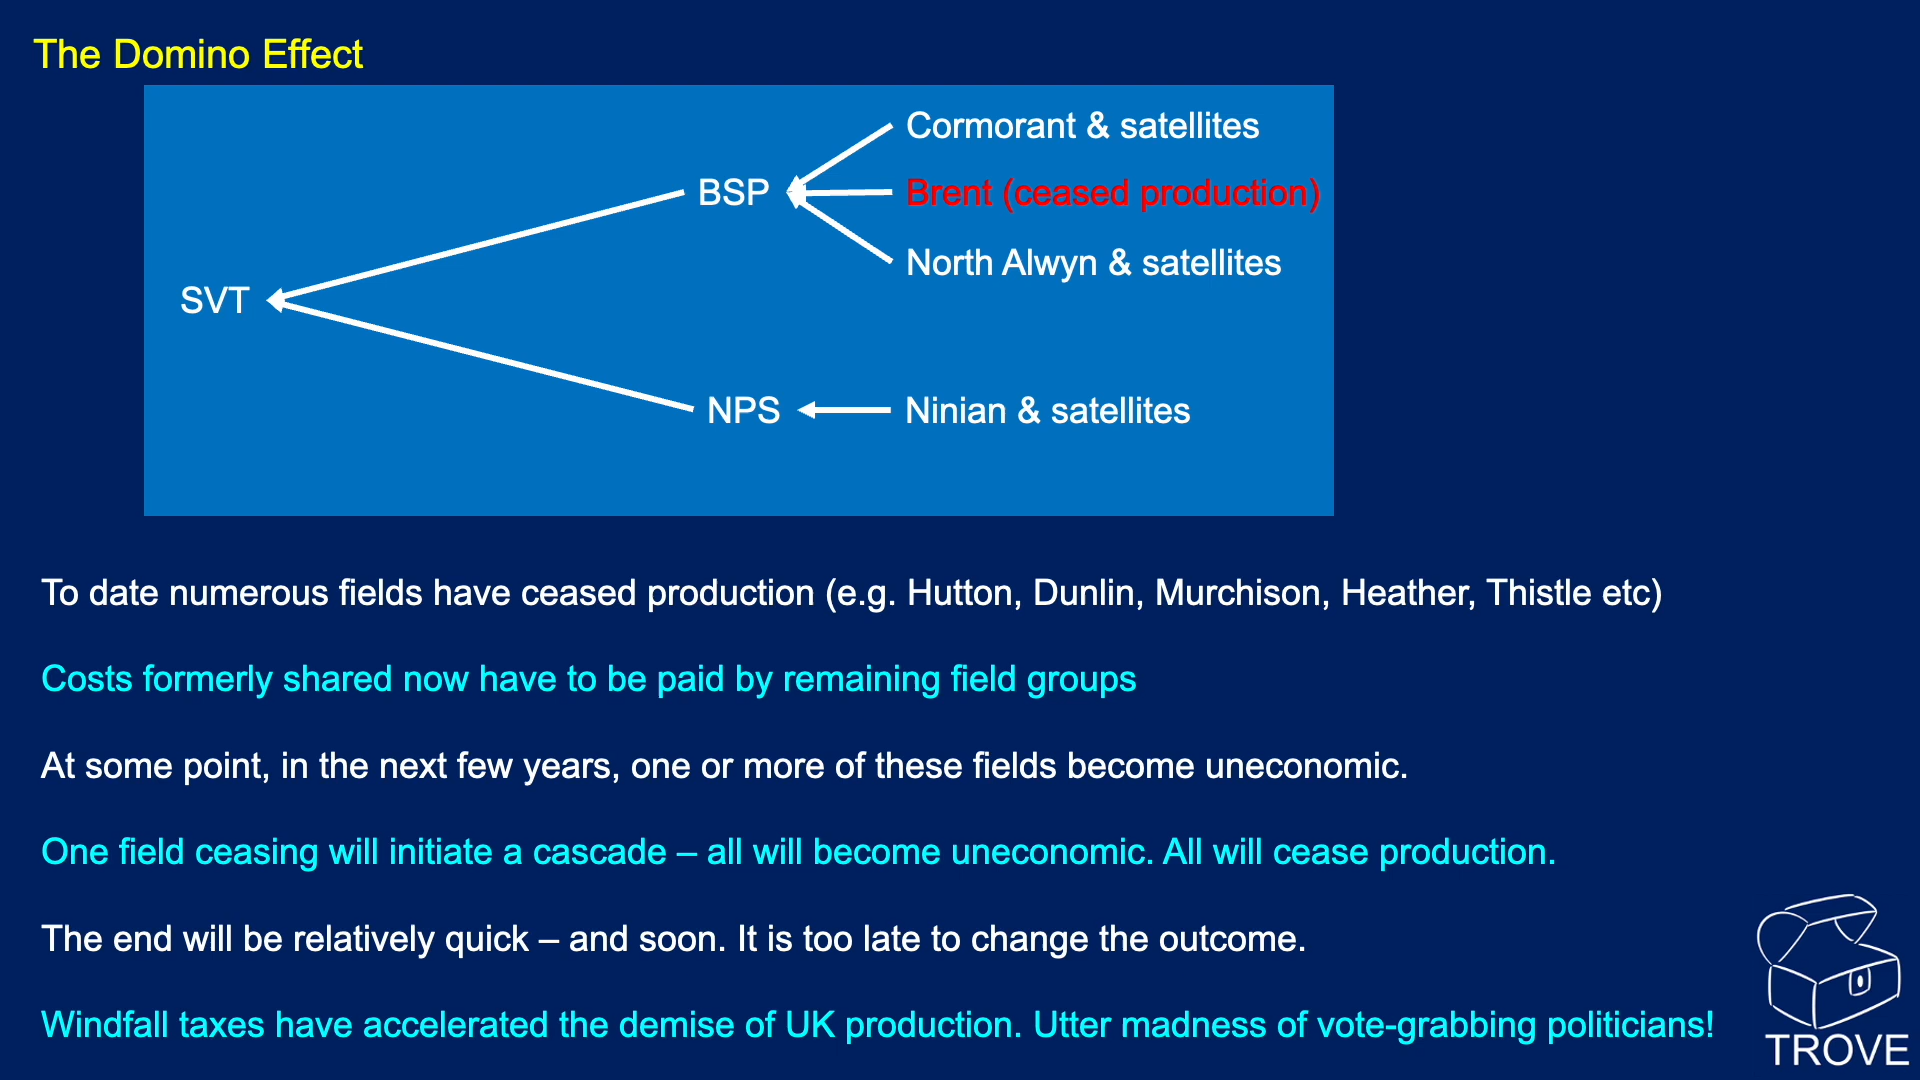 The Domino Effect
Cormorant & satellites
BSP
Brent (ceased production)
North Alwyn & satellites
SVT
NPS
Ninian & satellites
To date numerous fields have ceased production (e.g. Hutton, Dunlin, Murchison, Heather, Thistle etc)
Costs formerly shared now have to be paid by remaining field groups
At some point, in the next few years, one or more of these fields become uneconomic.
One field ceasing will initiate a cascade – all will become uneconomic. All will cease production.
The end will be relatively quick – and soon. It is too late to change the outcome.
Windfall taxes have accelerated the demise of UK production. Utter madness of vote-grabbing politicians!
TROVE